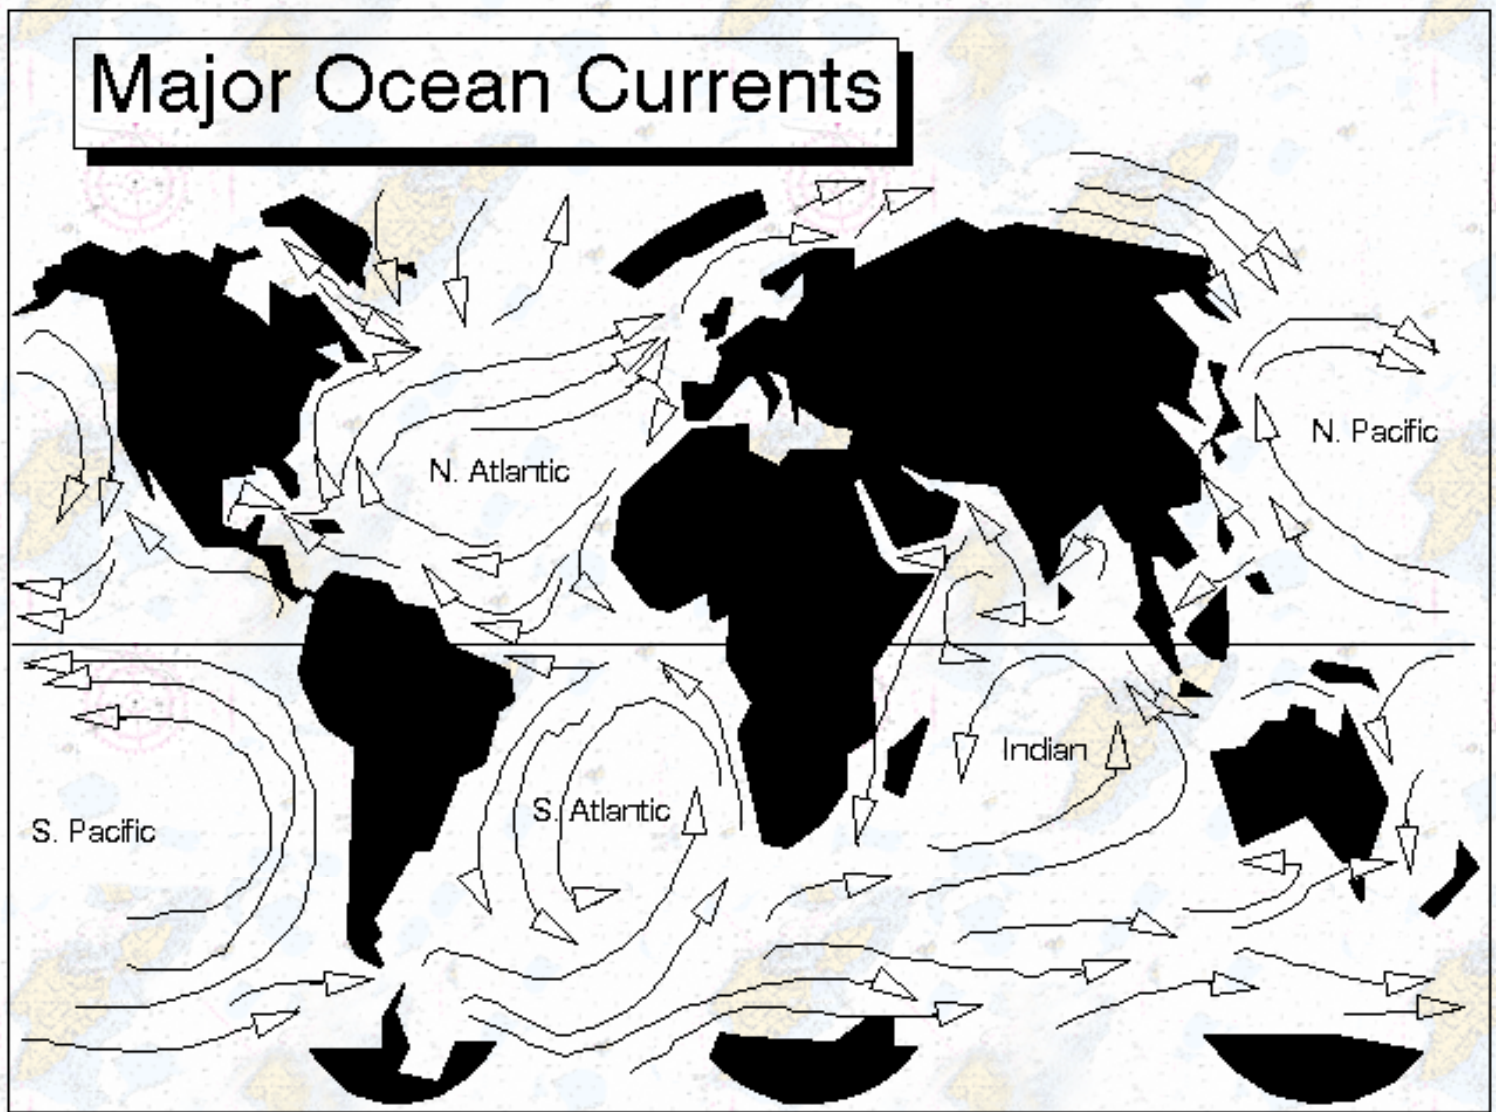 Major Ocean Currents
N. Pacific
N. Atlantic
Indian
S. Atlantic
S. Pacific